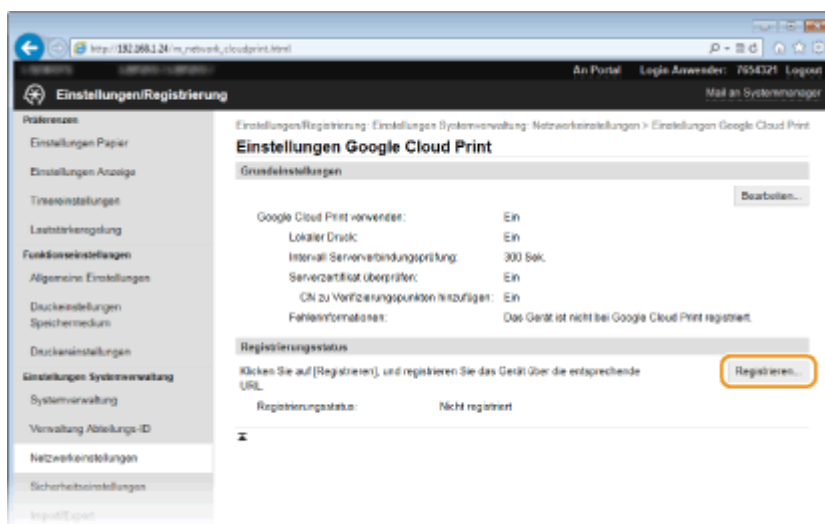 http://192.168.1.24/m_network_cloudprint.html
An Portal Login Anwender: 7654321 Logout
Einstellungen/Registrierung
Mail an Systemmanager
Präferenzen
Einstellungen Papier
Einstellungen Anzeige
Timereinstellungen
Lautstärkeregelung
Funktionseinstellungen
Allgemeine Einstellungen
Druckeinstellungen
Speichermedium
Druckereinstellungen
Einstellungen Systemverwaltung
Systemverwaltung
Verwaltung Abteilungs-ID
Netzwerkeinstellungen
Sicherheitseinstellungen
Import/Export
Einstellungen/Registrierung: Einstellungen Systemverwaltung: Netzwerkeinstellungen > Einstellungen Google Cloud Print
Einstellungen Google Cloud Print
Grundeinstellungen
Bearbeiten...
Google Cloud Print verwenden: Ein
Lokaler Druck: Ein
Intervall Serververbindungsprüfung: 300 Sek.
Serverzertifikat überprüfen: Ein
CN zu Verifizierungspunkten hinzufügen: Ein
Fehlerinformationen: Das Gerät ist nicht bei Google Cloud Print registriert.
Registrierungsstatus
Klicken Sie auf [Registrieren], und registrieren Sie das Gerät über die entsprechende
URL.
Registrieren...
Registrierungsstatus: Nicht registriert